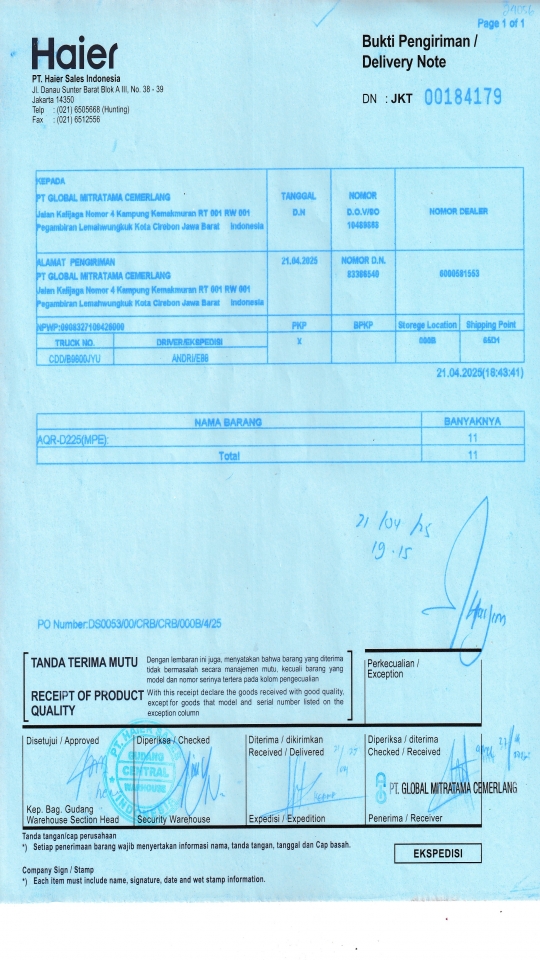 Page 1 of 1
Haier
PT. Haier Sales Indonesia
Jl. Danau Sunter Barat Blok A III, No. 38 - 39
Jakarta 14350
Telp : (021) 6505668 (Hunting)
Fax : (021) 6512556
Bukti Pengiriman /
Delivery Note
DN : JKT 00184179
KEPADA
PT GLOBAL MITRATAMA CEMERLANG
Jalan Kalijaga Nomor 4 Kampung Kemakmuran RT 001 RW 001
Pegambiran Lemahwungkuk Kota Cirebon Jawa Barat Indonesia
TANGGAL
D.N
NOMOR
D.O.V/SO
NOMOR DEALER
ALAMAT PENGIRIMAN
PT GLOBAL MITRATAMA CEMERLANG
Jalan Kalijaga Nomor 4 Kampung Kemakmuran RT 001 RW 001
Pegambiran Lemahwungkuk Kota Cirebon Jawa Barat Indonesia
21.04.2025
NOMOR D.N.
83386540
PKP
BPKP
Storege Location
Shipping Point
TRUCK NO.
DRIVER/EKSPEDISI
X
000B
CDD/B9800JYU
21.04.2025(18:43:41)
NAMA BARANG
BANYAKNYA
AQR-D225(MPE):
11
Total
11
21/04/25
19.15
PO Number:DS0053/00/CRB/CRB/000B/4/25
TANDA TERIMA MUTU
Dengan lembaran ini juga, menyatakan bahwa barang yang diterima
tidak bermasalah secara manajemen mutu, kecuali barang yang
model dan nomor serinya tertera pada kolom pengecualian
RECEIPT OF PRODUCT
QUALITY
With this receipt declare the goods received with good quality,
except for goods that model and serial number listed on the
exception column
Perkecualian /
Exception
Disetujui / Approved
Diperiksa / Checked
Diterima / dikirimkan
Received / Delivered
Diperiksa / diterima
Checked / Received
GUDANG
CENTRAL
WAREHOUSE
PT. GLOBAL MITRATAMA CEMERLANG
Kep. Bag. Gudang
Warehouse Section Head
Security Warehouse
Expedisi / Expedition
Penerima / Receiver
Tanda tangan/cap perusahaan
*) Setiap penerimaan barang wajib menyertakan informasi nama, tanda tangan, tanggal dan Cap basah.
EKSPEDISI
Company Sign / Stamp
*) Each item must include name, signature, date and wet stamp information.